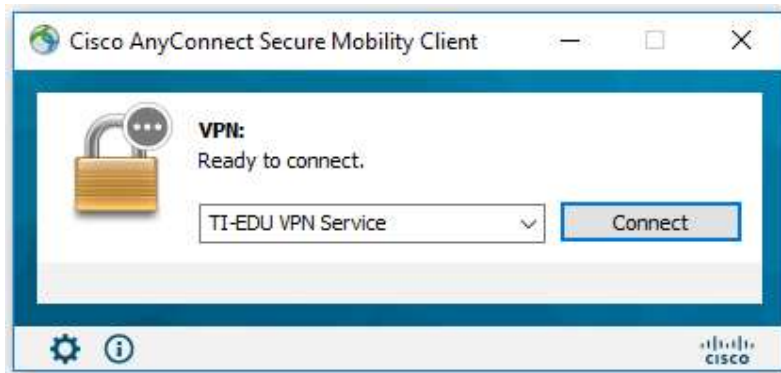 Cisco AnyConnect Secure Mobility Client
VPN:
Ready to connect.
TI-EDU VPN Service
Connect
CISCO